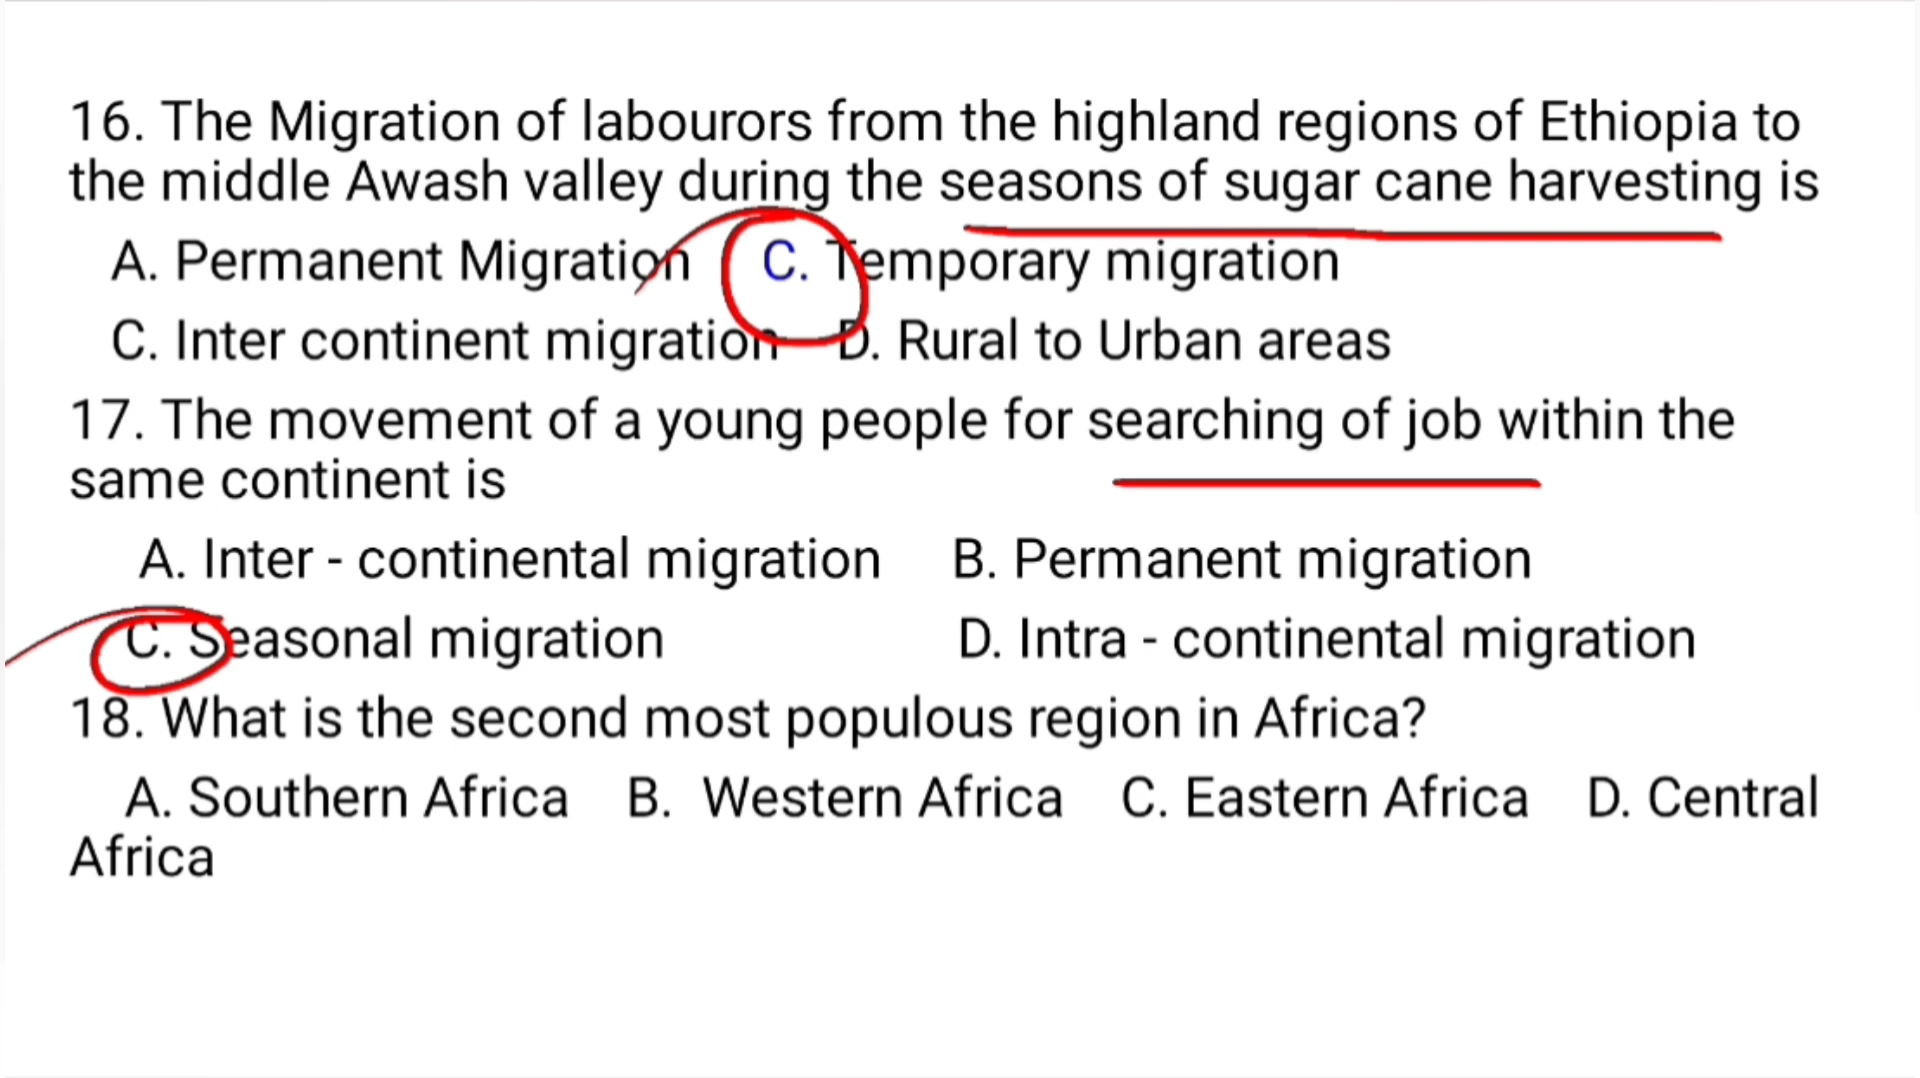 16. The Migration of labourors from the highland regions of Ethiopia to
the middle Awash valley during the seasons of sugar cane harvesting is
A. Permanent Migration C. Temporary migration
C. Inter continent migration D. Rural to Urban areas
17. The movement of a young people for searching of job within the
same continent is
A. Inter - continental migration B. Permanent migration
C. Seasonal migration D. Intra - continental migration
18. What is the second most populous region in Africa?
A. Southern Africa B. Western Africa C. Eastern Africa D. Central
Africa